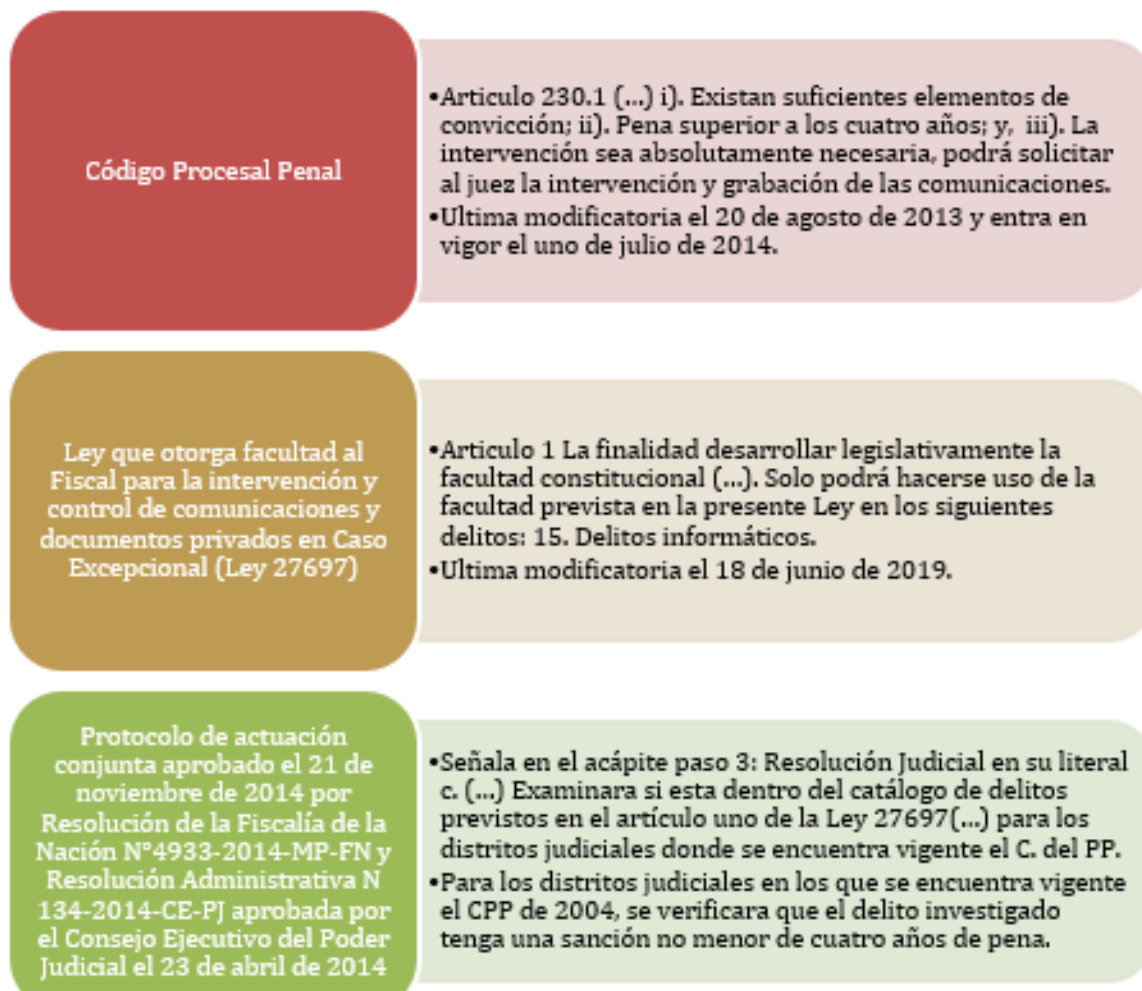 Código Procesal Penal
•Articulo 230.1 (...) i). Existan suficientes elementos de
convicción; ii). Pena superior a los cuatro años; y, iii). La
intervención sea absolutamente necesaria, podrá solicitar
al juez la intervención y grabación de las comunicaciones.
•Ultima modificatoria el 20 de agosto de 2013 y entra en
vigor el uno de julio de 2014.
Ley que otorga facultad al
Fiscal para la intervención y
control de comunicaciones y
documentos privados en Caso
Excepcional (Ley 27697)
•Articulo 1 La finalidad desarrollar legislativamente la
facultad constitucional (...). Solo podrá hacerse uso de la
facultad prevista en la presente Ley en los siguientes
delitos: 15. Delitos informáticos.
•Ultima modificatoria el 18 de junio de 2019.
Protocolo de actuación
conjunta aprobado el 21 de
noviembre de 2014 por
Resolución de la Fiscalía de la
Nación N°4933-2014-MP-FN y
Resolución Administrativa N
134-2014-CE-PJ aprobada por
el Consejo Ejecutivo del Poder
Judicial el 23 de abril de 2014
•Señala en el acápite paso 3: Resolución Judicial en su literal
c. (...) Examinara si esta dentro del catálogo de delitos
previstos en el artículo uno de la Ley 27697(...) para los
distritos judiciales donde se encuentra vigente el C. del PP.
•Para los distritos judiciales en los que se encuentra vigente
el CPP de 2004, se verificara que el delito investigado
tenga una sanción no menor de cuatro años de pena.